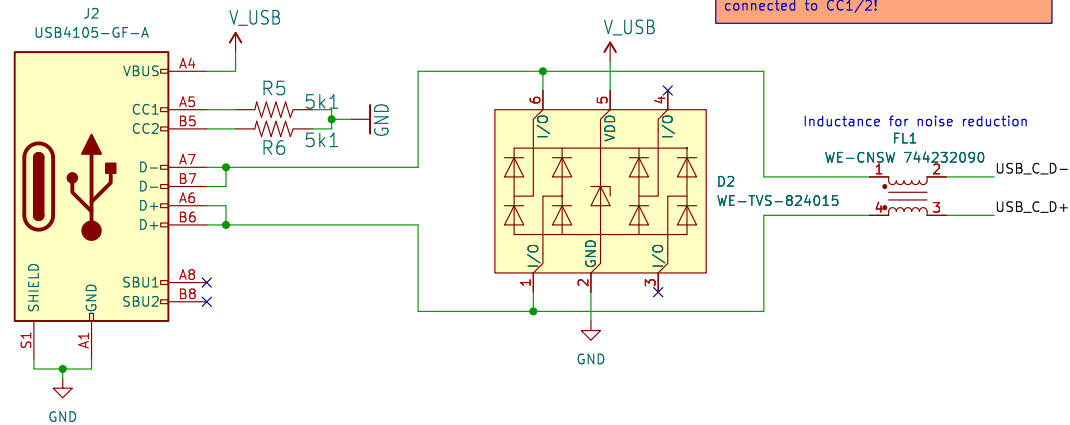 connected to CC1/2!
J2
USB4105-GF-A
V_USB
V_USB
VBUS
A4
CC1
A5
R5
5k1
CC2
B5
R6
5k1
GND
D-
A7
D-
B7
D+
A6
D+
B6
SBU1
A8
SBU2
B8
SHIELD
GND
S1
A1
GND
6
5
4
I/O
VDD
I/O
I/O
GND
I/O
1
2
3
GND
D2
WE-TVS-824015
Inductance for noise reduction
FL1
WE-CNSW 744232090
1
2
USB_C_D-
4
3
USB_C_D+